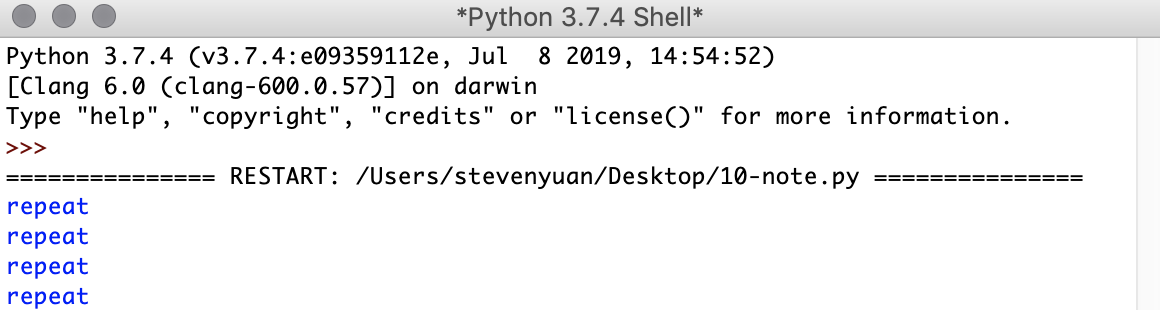 *Python 3.7.4 Shell*
Python 3.7.4 (v3.7.4:e09359112e, Jul  8 2019, 14:54:52)
[Clang 6.0 (clang-600.0.57)] on darwin
Type "help", "copyright", "credits" or "license()" for more information.
>>>
=============== RESTART: /Users/stevenyuan/Desktop/10-note.py ===============
repeat
repeat
repeat
repeat